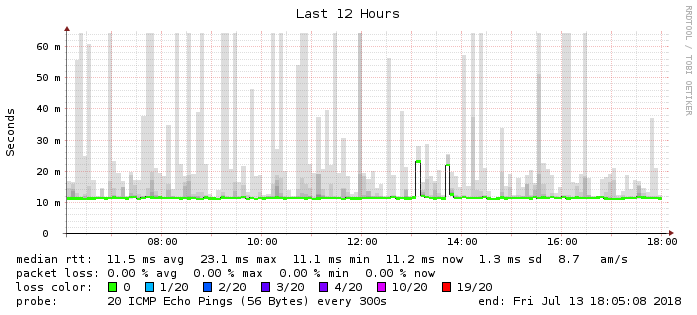 Last 12 Hours
RRDTOOL / TOBI OETIKER
Seconds
60 m
50 m
40 m
30 m
20 m
10 m
0
08:00 10:00 12:00 14:00 16:00 18:00
median rtt: 11.5 ms avg 23.1 ms max 11.1 ms min 11.2 ms now 1.3 ms sd 8.7 am/s
packet loss: 0.00 % avg 0.00 % max 0.00 % min 0.00 % now
loss color: 0 1/20 2/20 3/20 4/20 10/20 19/20
probe: 20 ICMP Echo Pings (56 Bytes) every 300s end: Fri Jul 13 18:05:08 2018